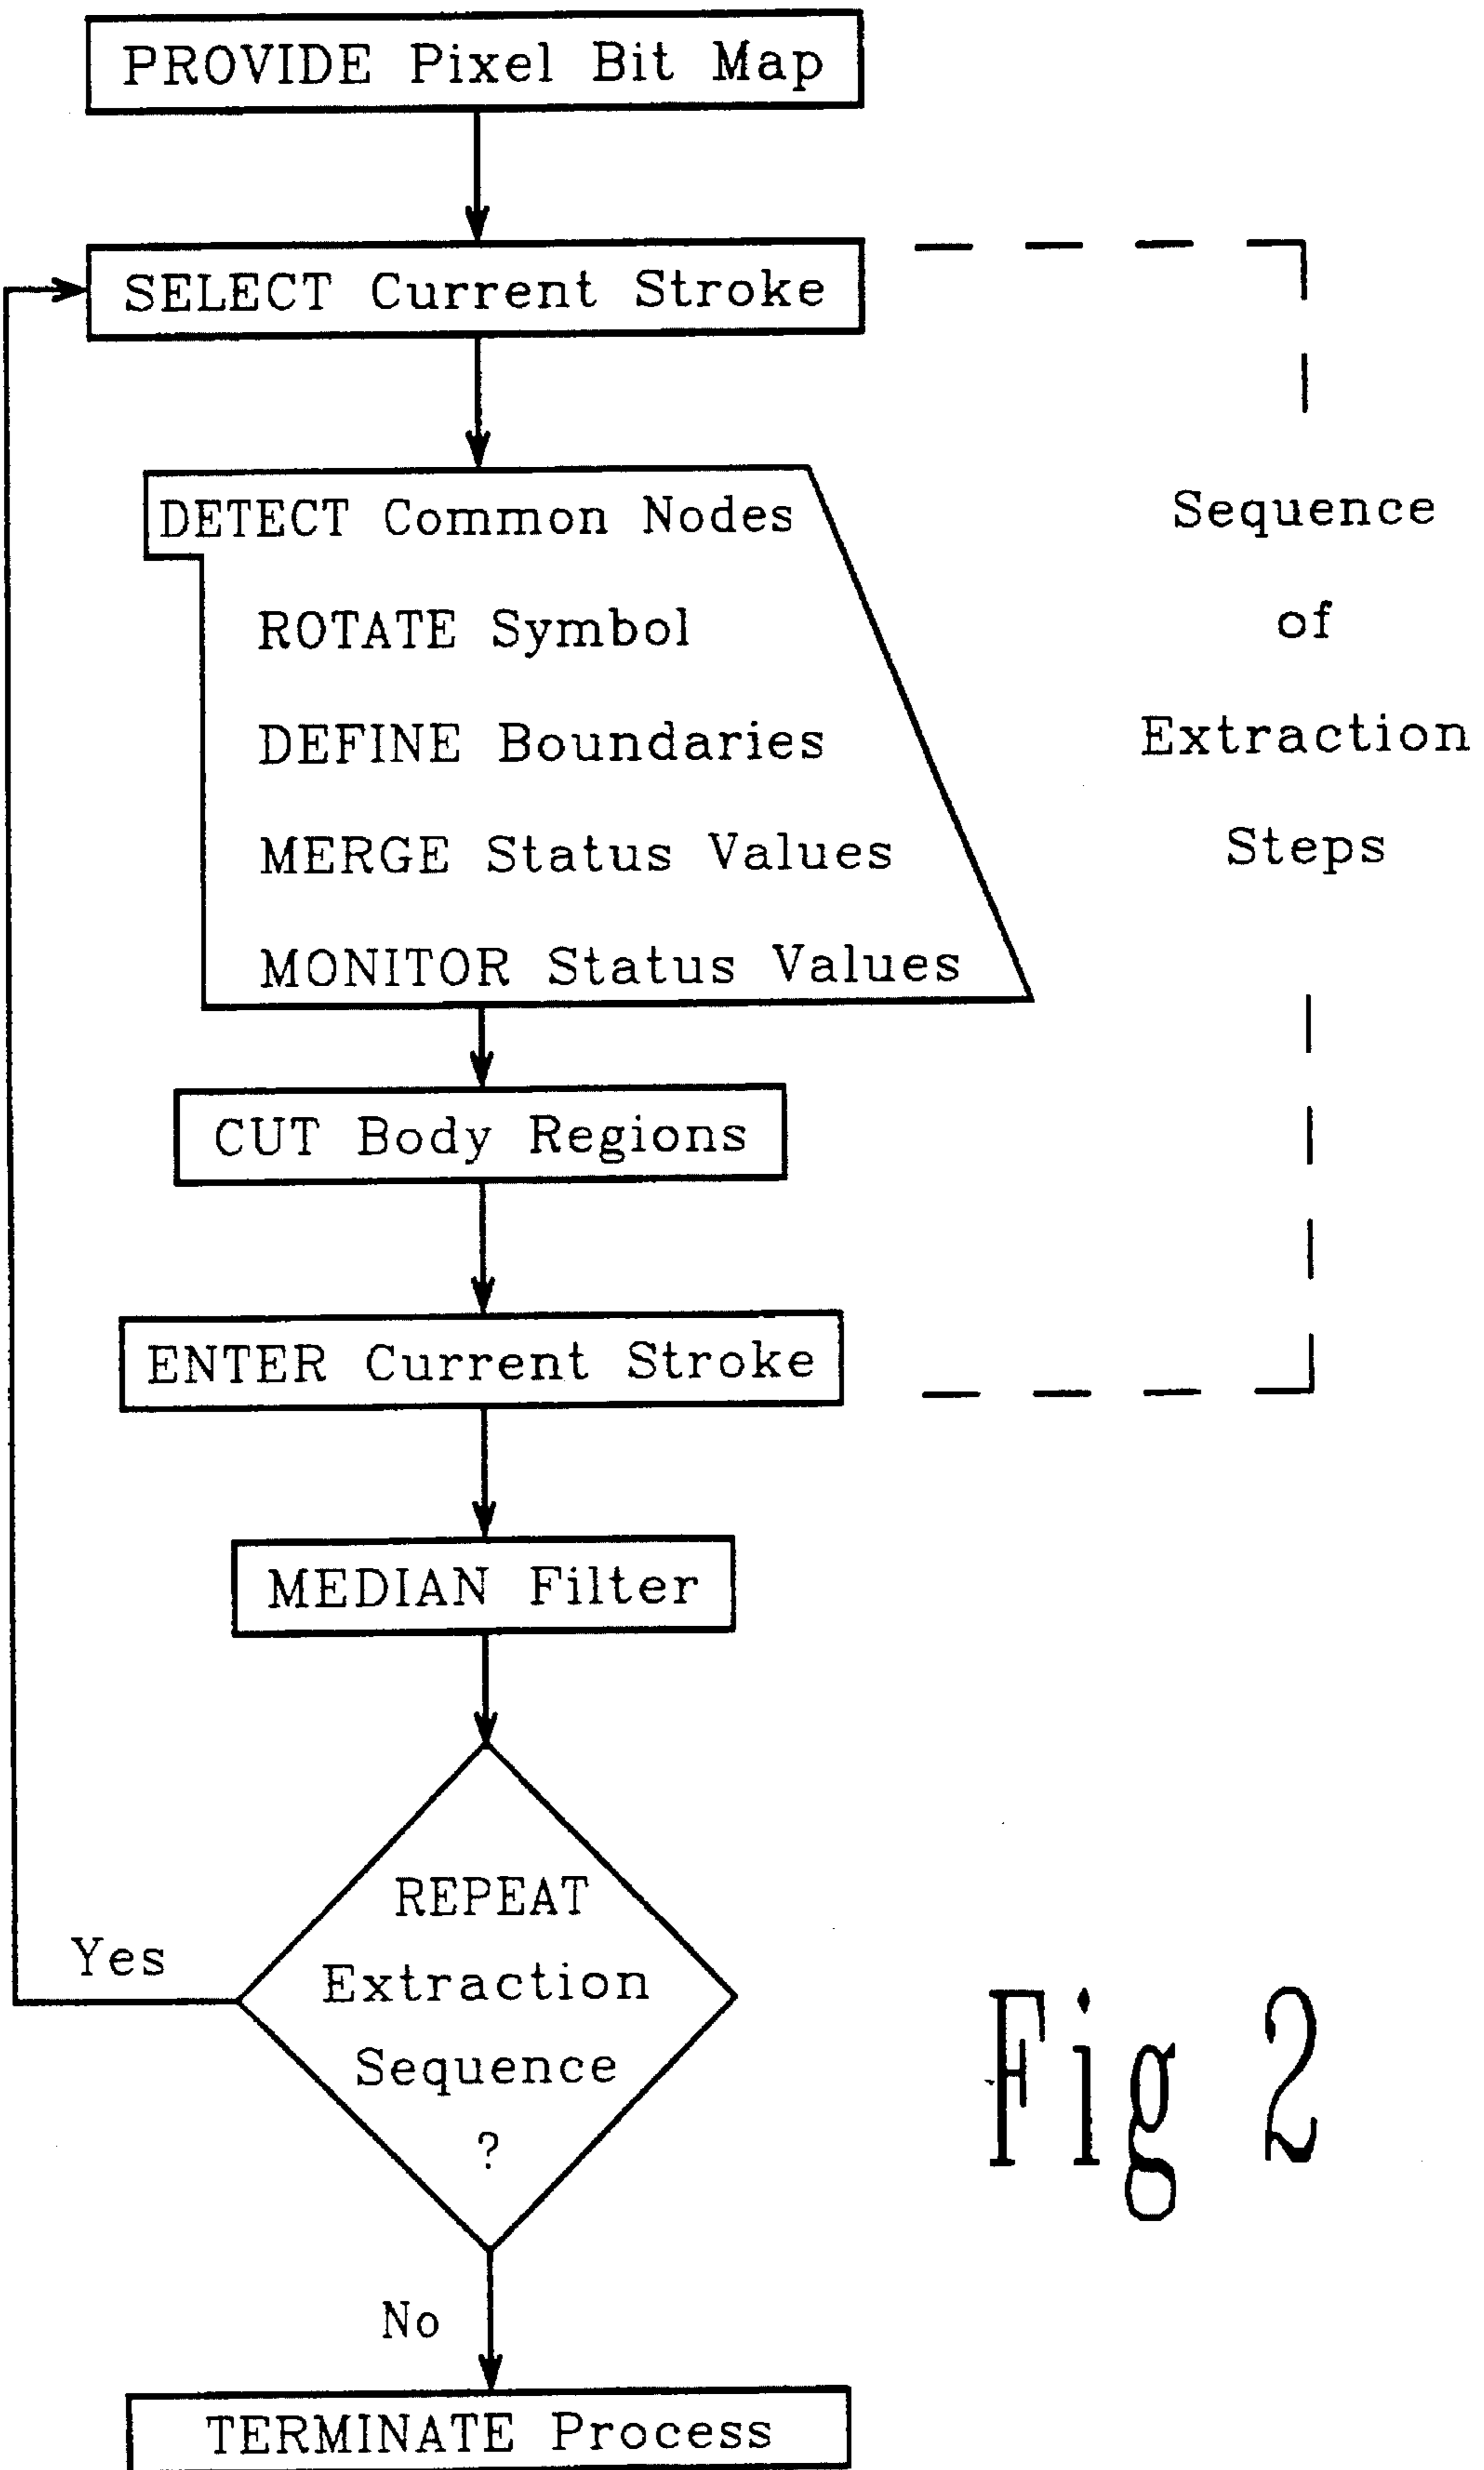 PROVIDE Pixel Bit Map
SELECT Current Stroke
DETECT Common Nodes
ROTATE Symbol
DEFINE Boundaries
MERGE Status Values
MONITOR Status Values
Sequence
of
Extraction
Steps
CUT Body Regions
ENTER Current Stroke
MEDIAN Filter
REPEAT
Extraction
Sequence
?
Yes
No
TERMINATE Process
Fig 2